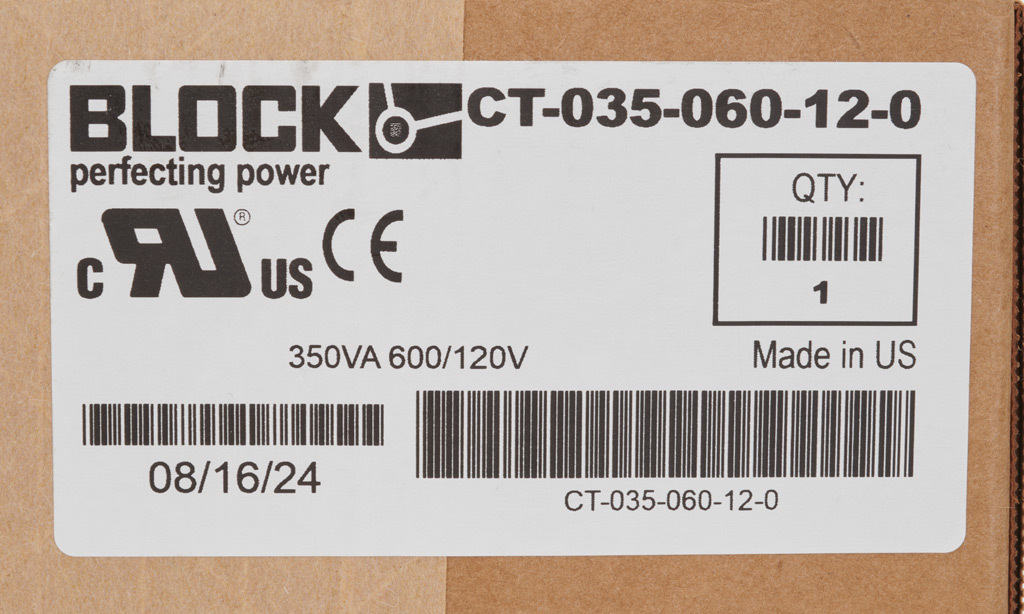 BLOCK CT-035-060-12-0
perfecting power
QTY:
c RU ® US CE
1
350VA 600/120V
Made in US
08/16/24
CT-035-060-12-0